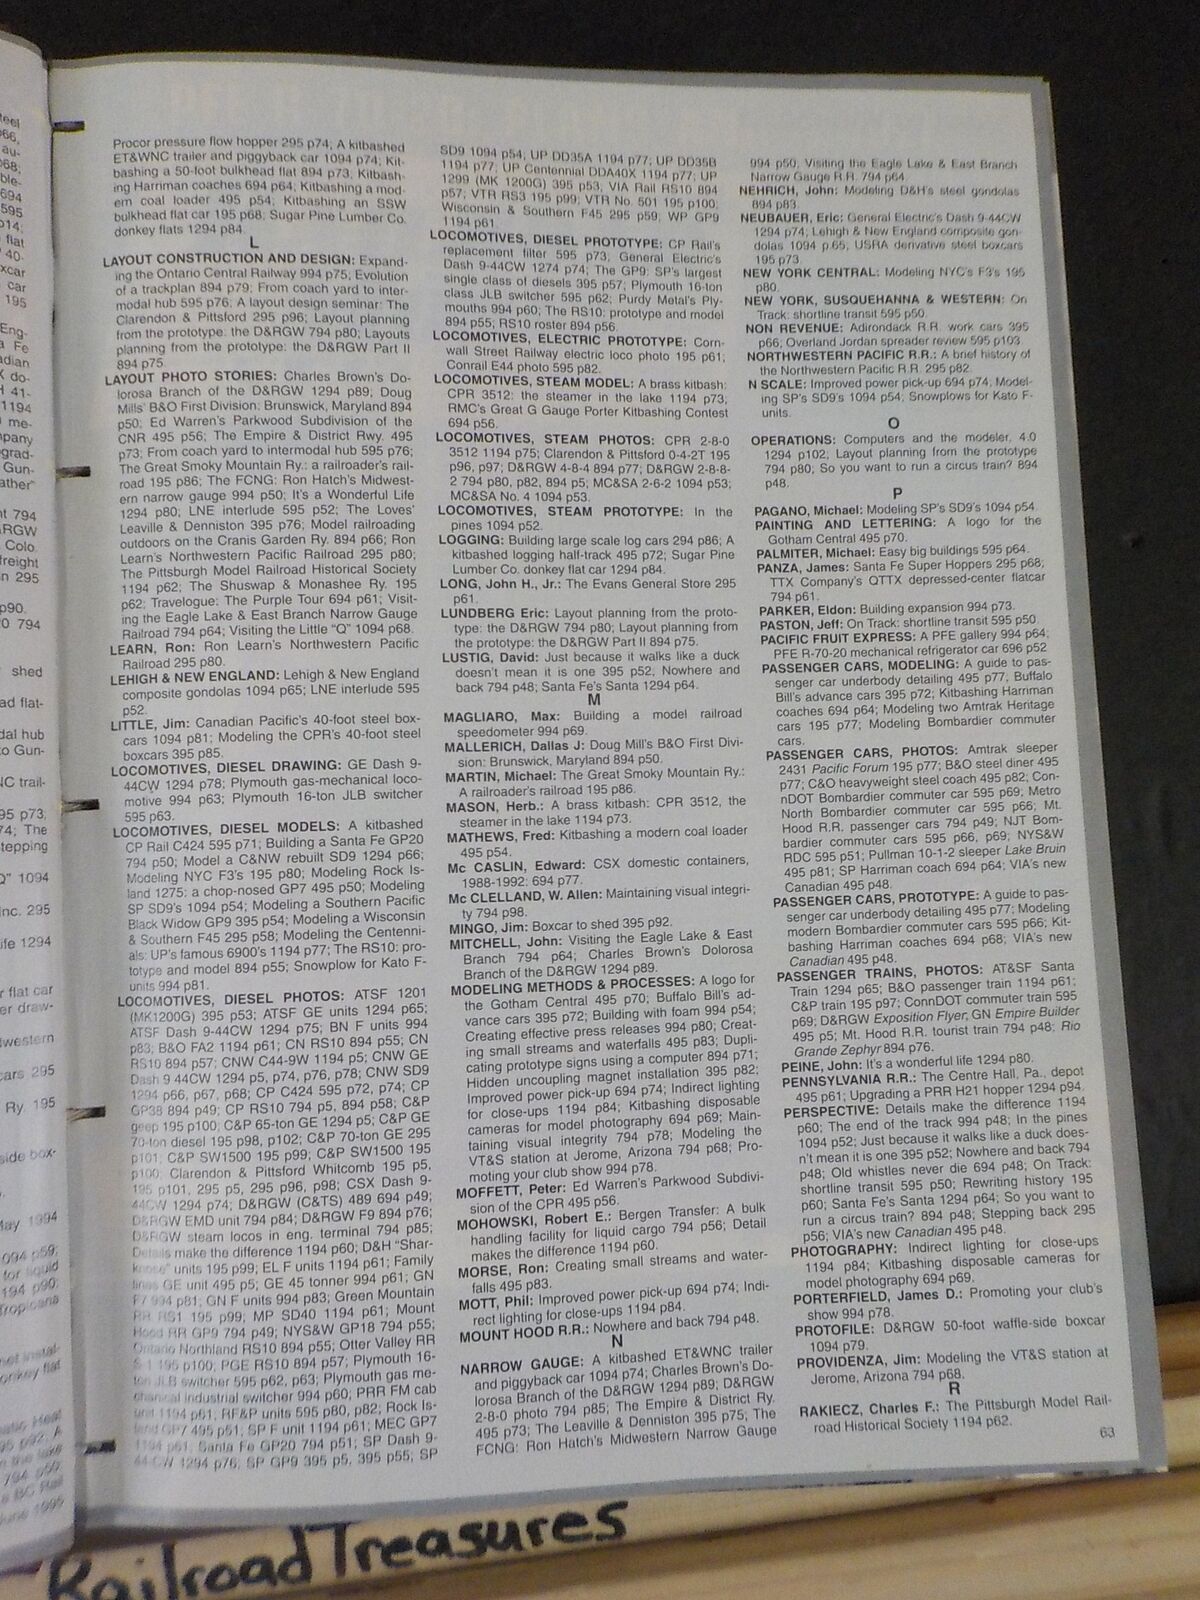 Procor pressure flow hopper 295 p74; A kitbashed
ET&WNC trailer and piggyback car 1094 p74; Kit-
bashing a 50-foot bulkhead flat 894 p73; Kitbash-
ing Harriman coaches 694 p64; Kitbashing a mod
ern coal loader 495 p54; Kitbashing an SSW
bulkhead flat car 195 p68; Sugar Pine Lumber Co.
donkey flats 1294 p84.
L
LAYOUT CONSTRUCTION AND DESIGN: Expand-
ing the Ontario Central Railway 994 p75; Evolution
of a trackplan 894 p79; From coach yard to inter-
modal hub 595 p76; A layout design seminar: The
Clarendon & Pittsford 295 p96; Layout planning
from the prototype: the D&RGW 794 p80; Layouts
planning from the prototype: the D&RGW Part II
894 p75
LAYOUT PHOTO STORIES: Charles Brown's Do-
lorosa Branch of the D&RGW 1294 p89; Doug
Mills' B&O First Division: Brunswick, Maryland 894
p50; Ed Warren's Parkwood Subdivision of the
CNR 495 p56; The Empire & District Rwy. 495
p73; From coach yard to intermodal hub 595 p76;
The Great Smoky Mountain Ry.: a railroader's rail-
road 195 p86; The FCNG: Ron Hatch's Midwest-
ern narrow gauge 994 p50; It's a Wonderful Life
1294 p80; LNE interlude 595 p52; The Loves'
Leaville & Denniston 395 p76; Model railroading
outdoors on the Cranis Garden Ry. 894 p66; Ron
Learn's Northwestern Pacific Railroad 295 p80;
The Pittsburgh Model Railroad Historical Society
1194 p62; The Shuswap & Monashee Ry. 195
p62; Travelogue: The Purple Tour 694 p61; Visit-
ing the Eagle Lake & East Branch Narrow Gauge
Railroad 794 p64; Visiting the Little "Q" 1094 p68.
LEARN, Ron: Ron Learn's Northwestern Pacific
Railroad 295 p80.
LEHIGH & NEW ENGLAND: Lehigh & New England
composite gondolas 1094 p65; LNE interlude 595
p52.
LITTLE, Jim: Canadian Pacific's 40-foot steel box-
cars 1094 p81; Modeling the CPR's 40-foot steel
boxcars 395 p85.
LOCOMOTIVES, DIESEL DRAWING: GE Dash 9-
44CW 1294 p78; Plymouth gas-mechanical loco-
motive 994 p63; Plymouth 16-ton JLB switcher
595 p63.
LOCOMOTIVES, DIESEL MODELS: A kitbashed
CP Rail C424 595 p71; Building a Santa Fe GP20
794 p50; Model a C&NW rebuilt SD9 1294 p66;
Modeling NYC F3's 195 p80; Modeling Rock Is-
land 1275: a chop-nosed GP7 495 p50; Modeling
SP SD9's 1094 p54; Modeling a Southern Pacific
Black Widow GP9 395 p54; Modeling a Wisconsin
& Southern F45 295 p58; Modeling the Centenni-
als: UP's famous 6900's 1194 p77; The RS10: pro-
totype and model 894 p55; Snowplow for Kato F-
units 994 p81.
LOCOMOTIVES, DIESEL PHOTOS: ATSF 1201
(MK1200G) 395 p53; ATSF GE units 1294 p65;
ATSF Dash 9-44CW 1294 p75; BN F units 994
p83; B&O FA2 1194 p61; CN RS10 894 p55; CN
RS10 894 p57; CNW C44-9W 1194 p5; CNW GE
Dash 9 44CW 1294 p5, p74, p76, p78; CNW SD9
1294 p66, p67, p68; CP C424 595 p72, p74; CP
GP38 894 p49; CP RS10 794 p5, 894 p58; C&P
geep 195 p100; C&P 65-ton GE 1294 p5; C&P GE
70-ton diesel 195 p98, p102; C&P 70-ton GE 295
p101; C&P SW1500 195 p99; C&P SW1500 195
p100; Clarendon & Pittsford Whitcomb 195 p5,
195 p101, 295 p5, 295 p96, p98; CSX Dash 9-
44CW 1294 p74; D&RGW (C&TS) 489 694 p49;
D&RGW EMD unit 794 p84; D&RGW F9 894 p76;
D&RGW steam locos in eng. terminal 794 p85;
Details make the difference 1194 p60; D&H "Shar-
knose" units 195 p99; EL F units 1194 p61; Family
lines GE unit 495 p5; GE 45 tonner 994 p61; GN
F7 994 p81; GN F units 994 p83; Green Mountain
RR RS1 195 p99; MP SD40 1194 p61; Mount
Hood RR GP9 794 p49; NYS&W GP18 794 p55;
Ontario Northland RS10 894 p55; Otter Valley RR
S-1 195 p100; PGE RS10 894 p57; Plymouth 16-
ton JLB switcher 595 p62, p63; Plymouth gas me-
chanical industrial switcher 994 p60; PRR FM cab
unit 1194 p61; RF&P units 595 p80, p82; Rock Is-
land GP7 495 p51; SP F unit 1194 p61; MEC GP7
1194 p61; Santa Fe GP20 794 p51; SP Dash 9-
44 CW 1294 p76; SP GP9 395 p5, 395 p55; SP
SD9 1094 p54; UP DD35A 1194 p77; UP DD35B
1194 p77; UP Centennial DDA40X 1194 p77; UP
1299 (MK 1200G) 395 p53; VIA Rail RS10 894
p57; VTR RS3 195 p99; VTR No. 501 195 p100;
Wisconsin & Southern F45 295 p59; WP GP9
1194 p61.
LOCOMOTIVES, DIESEL PROTOTYPE: CP Rail's
replacement filter 595 p73; General Electric's
Dash 9-44CW 1274 p74; The GP9: SP's largest
single class of diesels 395 p57; Plymouth 16-ton
class JLB switcher 595 p62; Purdy Metal's Ply-
mouths 994 p60; The RS10: prototype and model
894 p55; RS10 roster 894 p56.
LOCOMOTIVES, ELECTRIC PROTOTYPE: Corn-
wall Street Railway electric loco photo 195 p61;
Conrail E44 photo 595 p82.
LOCOMOTIVES, STEAM MODEL: A brass kitbash:
CPR 3512: the steamer in the lake 1194 p73;
RMC's Great G Gauge Porter Kitbashing Contest
694 p56.
LOCOMOTIVES, STEAM PHOTOS: CPR 2-8-0
3512 1194 p75; Clarendon & Pittsford 0-4-2T 195
p96, p97; D&RGW 4-8-4 894 p77; D&RGW 2-8-8-
2 794 p80, p82, 894 p5; MC&SA 2-6-2 1094 p53;
MC&SA No. 4 1094 p53.
LOCOMOTIVES, STEAM PROTOTYPE: In the
pines 1094 p52.
LOGGING: Building large scale log cars 294 p86; A
kitbashed logging half-track 495 p72; Sugar Pine
Lumber Co. donkey flat car 1294 p84.
LONG, John H., Jr.: The Evans General Store 295
p61.
LUNDBERG Eric: Layout planning from the proto-
type: the D&RGW 794 p80; Layout planning from
the prototype: the D&RGW Part II 894 p75.
LUSTIG, David: Just because it walks like a duck
doesn't mean it is one 395 p52, Nowhere and
back 794 p48; Santa Fe's Santa 1294 p64.
M
MAGLIARO, Max: Building a model railroad
speedometer 994 p69.
MALLERICH, Dallas J: Doug Mill's B&O First Divi-
sion: Brunswick, Maryland 894 p50.
MARTIN, Michael: The Great Smoky Mountain Ry.:
A railroader's railroad 195 p86.
MASON, Herb.: A brass kitbash: CPR 3512, the
steamer in the lake 1194 p73.
MATHEWS, Fred: Kitbashing a modern coal loader
495 p54.
Mc CASLIN, Edward: CSX domestic containers,
1988-1992: 694 p77.
Mc CLELLAND, W. Allen: Maintaining visual integri-
ty 794 p98.
MINGO, Jim: Boxcar to shed 395 p92.
MITCHELL, John: Visiting the Eagle Lake & East
Branch 794 p64; Charles Brown's Dolorosa
Branch of the D&RGW 1294 p89.
MODELING METHODS & PROCESSES: A logo for
the Gotham Central 495 p70; Buffalo Bill's ad-
vance cars 395 p72; Building with foam 994 p54;
Creating effective press releases 994 p80; Creat-
ing small streams and waterfalls 495 p83; Dupli-
cating prototype signs using a computer 894 p71;
Hidden uncoupling magnet installation 395 p82;
Improved power pick-up 694 p74; Indirect lighting
for close-ups 1194 p84; Kitbashing disposable
cameras for model photography 694 p69; Main-
taining visual integrity 794 p78; Modeling the
VT&S station at Jerome, Arizona 794 p68; Pro-
moting your club show 994 p78.
MOFFETT, Peter: Ed Warren's Parkwood Subdivi-
sion of the CPR 495 p56.
MOHOWSKI, Robert E.: Bergen Transfer: A bulk
handling facility for liquid cargo 794 p56; Detail
makes the difference 1194 p60.
MORSE, Ron: Creating small streams and water-
falls 495 p83.
MOTT, Phil: Improved power pick-up 694 p74; Indi-
rect lighting for close-ups 1194 p84.
MOUNT HOOD R.R.: Nowhere and back 794 p48.
N
NARROW GAUGE: A kitbashed ET&WNC trailer
and piggyback car 1094 p74; Charles Brown's Do-
lorosa Branch of the D&RGW 1294 p89; D&RGW
2-8-0 photo 794 p85; The Empire & District Ry.
495 p73; The Leaville & Denniston 395 p75; The
FCNG: Ron Hatch's Midwest Narrow Gauge
994 p50, Visiting the Eagle Lake & East Branch
Narrow Gauge R.R. 794 p64.
NEHRICH, John: Modeling D&H's steel gondolas
894 p83.
NEUBAUER, Eric: General Electric's Dash 9-44CW
1294 p74; Lehigh & New England composite gon-
dolas 1094 p.65; USRA derivative steel boxcars
195 p73.
NEW YORK CENTRAL: Modeling NYC's F3's 195
p80.
NEW YORK, SUSQUEHANNA & WESTERN: On
Track: shortline transit 595 p50.
NON REVENUE: Adirondack R.R. work cars 395
p66; Overland Jordan spreader review 595 p103.
NORTHWESTERN PACIFIC R.R.: A brief history of
the Northwestern Pacific R.R. 295 p82.
N SCALE: Improved power pick-up 694 p74, Model-
ing SP's SD9's 1094 p54; Snowplows for Kato F-
units.
O
OPERATIONS: Computers and the modeler, 4.0
1294 p102; Layout planning from the prototype
794 p80; So you want to run a circus train? 894
p48.
P
PAGANO, Michael: Modeling SP's SD9's 1094 p54.
PAINTING AND LETTERING: A logo for the
Gotham Central 495 p70.
PALMITER, Michael: Easy big buildings 595 p64.
PANZA, James: Santa Fe Super Hoppers 295 p68;
TTX Company's QTTX depressed-center flatcar
794 p61.
PARKER, Eldon: Building expansion 994 p73.
PASTON, Jeff: On Track: shortline transit 595 p50.
PACIFIC FRUIT EXPRESS: A PFE gallery 994 p64;
PFE R-70-20 mechanical refrigerator car 696 p52
PASSENGER CARS, MODELING: A guide to pas-
senger car underbody detailing 495 p77, Buffalo
Bill's advance cars 395 p72; Kitbashing Harriman
coaches 694 p64; Modeling two Amtrak Heritage
cars 195 p77; Modeling Bombardier commuter
cars.
PASSENGER CARS, PHOTOS: Amtrak sleeper
2431 Pacific Forum 195 p77; B&O steel diner 495
p77; C&O heavyweight steel coach 495 p82; Con-
nDOT Bombardier commuter car 595 p69; Metro
North Bombardier commuter car 595 p66; Mt.
Hood R.R. passenger cars 794 p49; NJT Bom-
bardier commuter cars 595 p66, p69; NYS&W
RDC 595 p51; Pullman 10-1-2 sleeper Lake Bruin
495 p81; SP Harriman coach 694 p64; VIA's new
Canadian 495 p48.
PASSENGER CARS, PROTOTYPE: A guide to pas-
senger car underbody detailing 495 p77; Modeling
modern Bombardier commuter cars 595 p66; Kit-
bashing Harriman coaches 694 p68; VIA's new
Canadian 495 p48.
PASSENGER TRAINS, PHOTOS: AT&SF Santa
Train 1294 p65; B&O passenger train 1194 p61;
C&P train 195 p97; ConnDOT commuter train 595
p69; D&RGW Exposition Flyer, GN Empire Builder
495 p5; Mt. Hood R.R. tourist train 794 p48; Rio
Grande Zephyr 894 p76.
PEINE, John: It's a wonderful life 1294 p80.
PENNSYLVANIA R.R.: The Centre Hall, Pa., depot
495 p61; Upgrading a PRR H21 hopper 1294 p94.
PERSPECTIVE: Details make the difference 1194
p60; The end of the track 994 p48; In the pines
1094 p52; Just because it walks like a duck does-
n't mean it is one 395 p52; Nowhere and back 794
p48; Old whistles never die 694 p48; On Track:
shortline transit 595 p50; Rewriting history 195
p60; Santa Fe's Santa 1294 p64; So you want to
run a circus train? 894 p48; Stepping back 295
p56; VIA's new Canadian 495 p48.
PHOTOGRAPHY: Indirect lighting for close-ups
1194 p84; Kitbashing disposable cameras for
model photography 694 p69.
PORTERFIELD, James D.: Promoting your club's
show 994 p78.
PROTOFILE: D&RGW 50-foot waffle-side boxcar
1094 p79.
PROVIDENZA, Jim: Modeling the VT&S station at
Jerome, Arizona 794 p68.
R
RAKIECZ, Charles F.: The Pittsburgh Model Rail-
road Historical Society 1194 p62.
63
RailroadTreasures